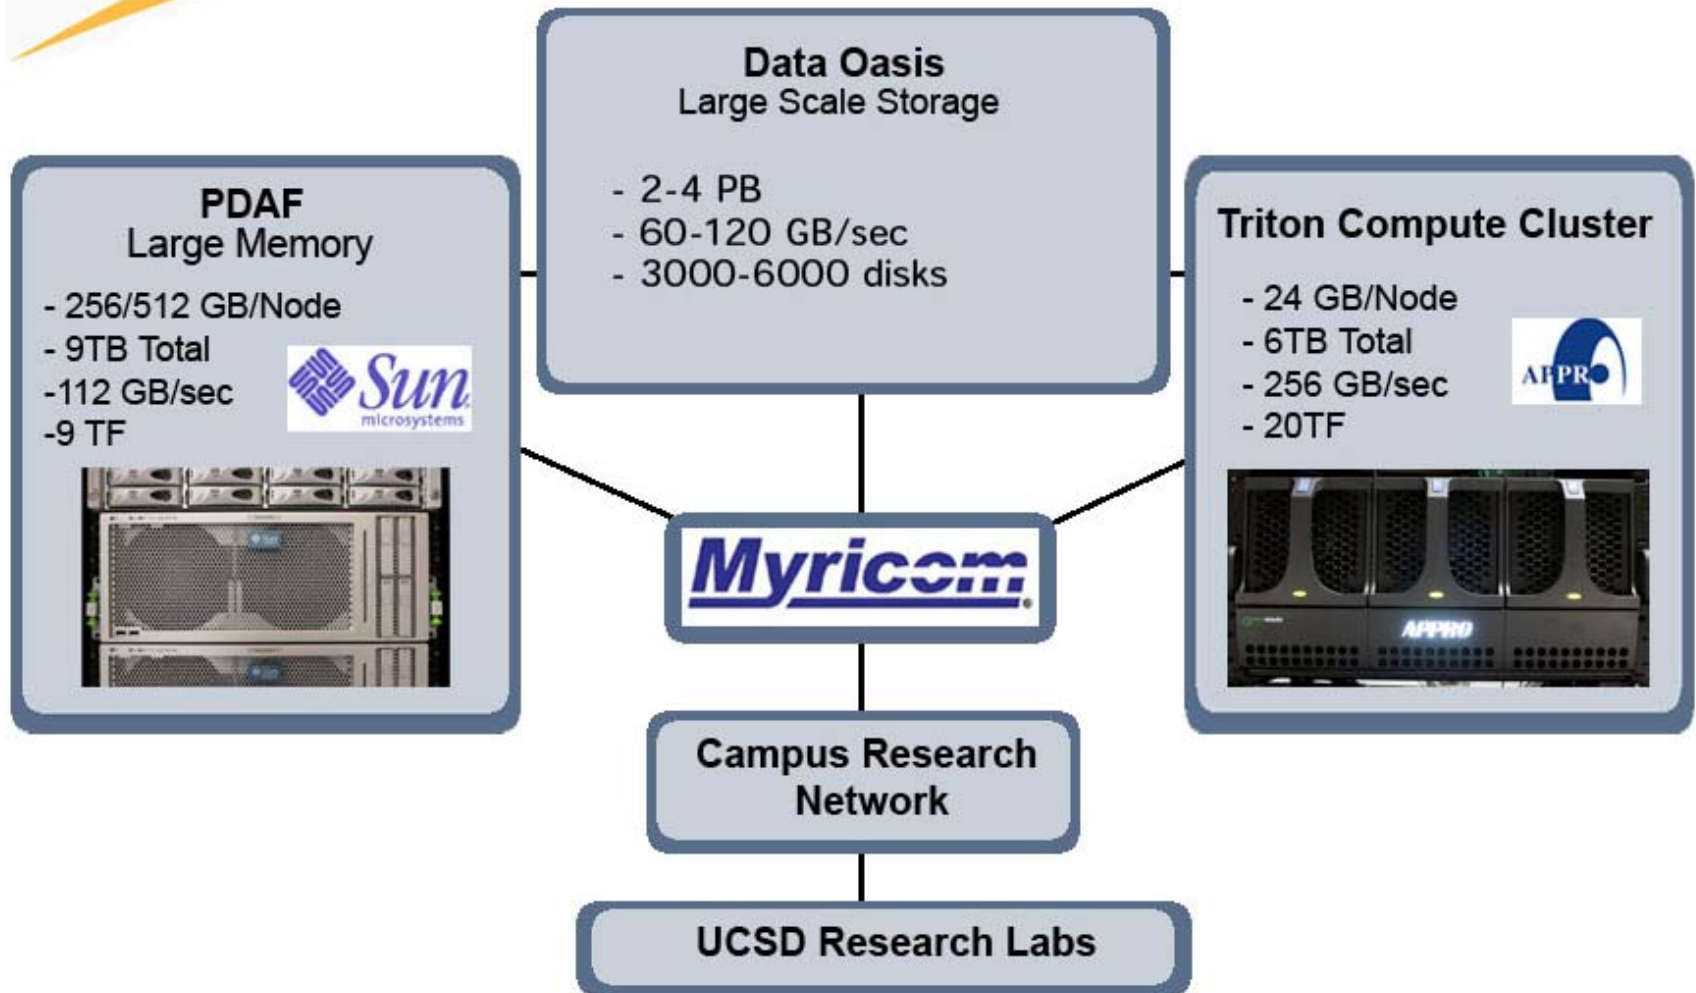 Data Oasis
Large Scale Storage
- 2-4 PB
- 60-120 GB/sec
- 3000-6000 disks
PDAF
Large Memory
- 256/512 GB/Node
- 9TB Total
-112 GB/sec
-9 TF
Sun
microsystems
Sun
Triton Compute Cluster
- 24 GB/Node
- 6TB Total
- 256 GB/sec
- 20TF
APPRO
APPRO
Myricom
Campus Research
Network
UCSD Research Labs